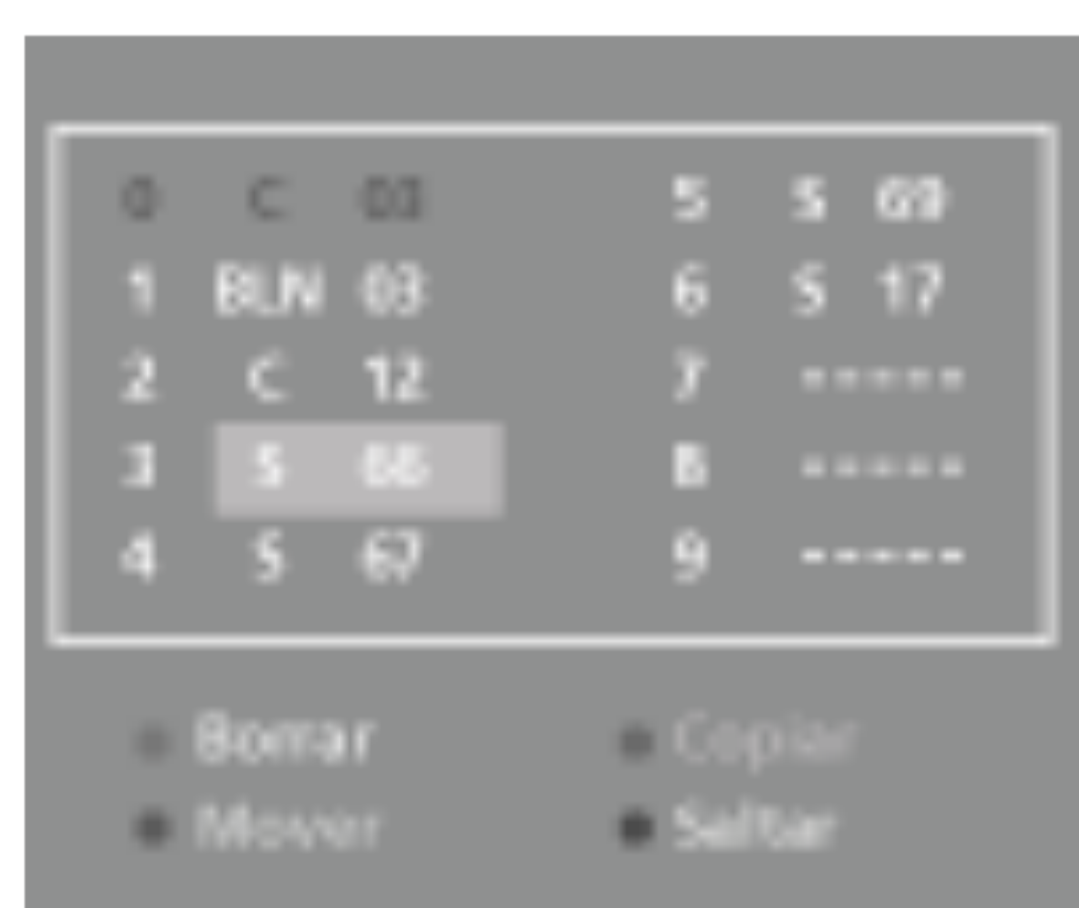 0 C 03 5 S 69
1 BLN 03 6 S 17
2 C 12 7 -----
3 S 66 8 -----
4 S 67 9 -----
Borrar Copiar
Mover Saltar